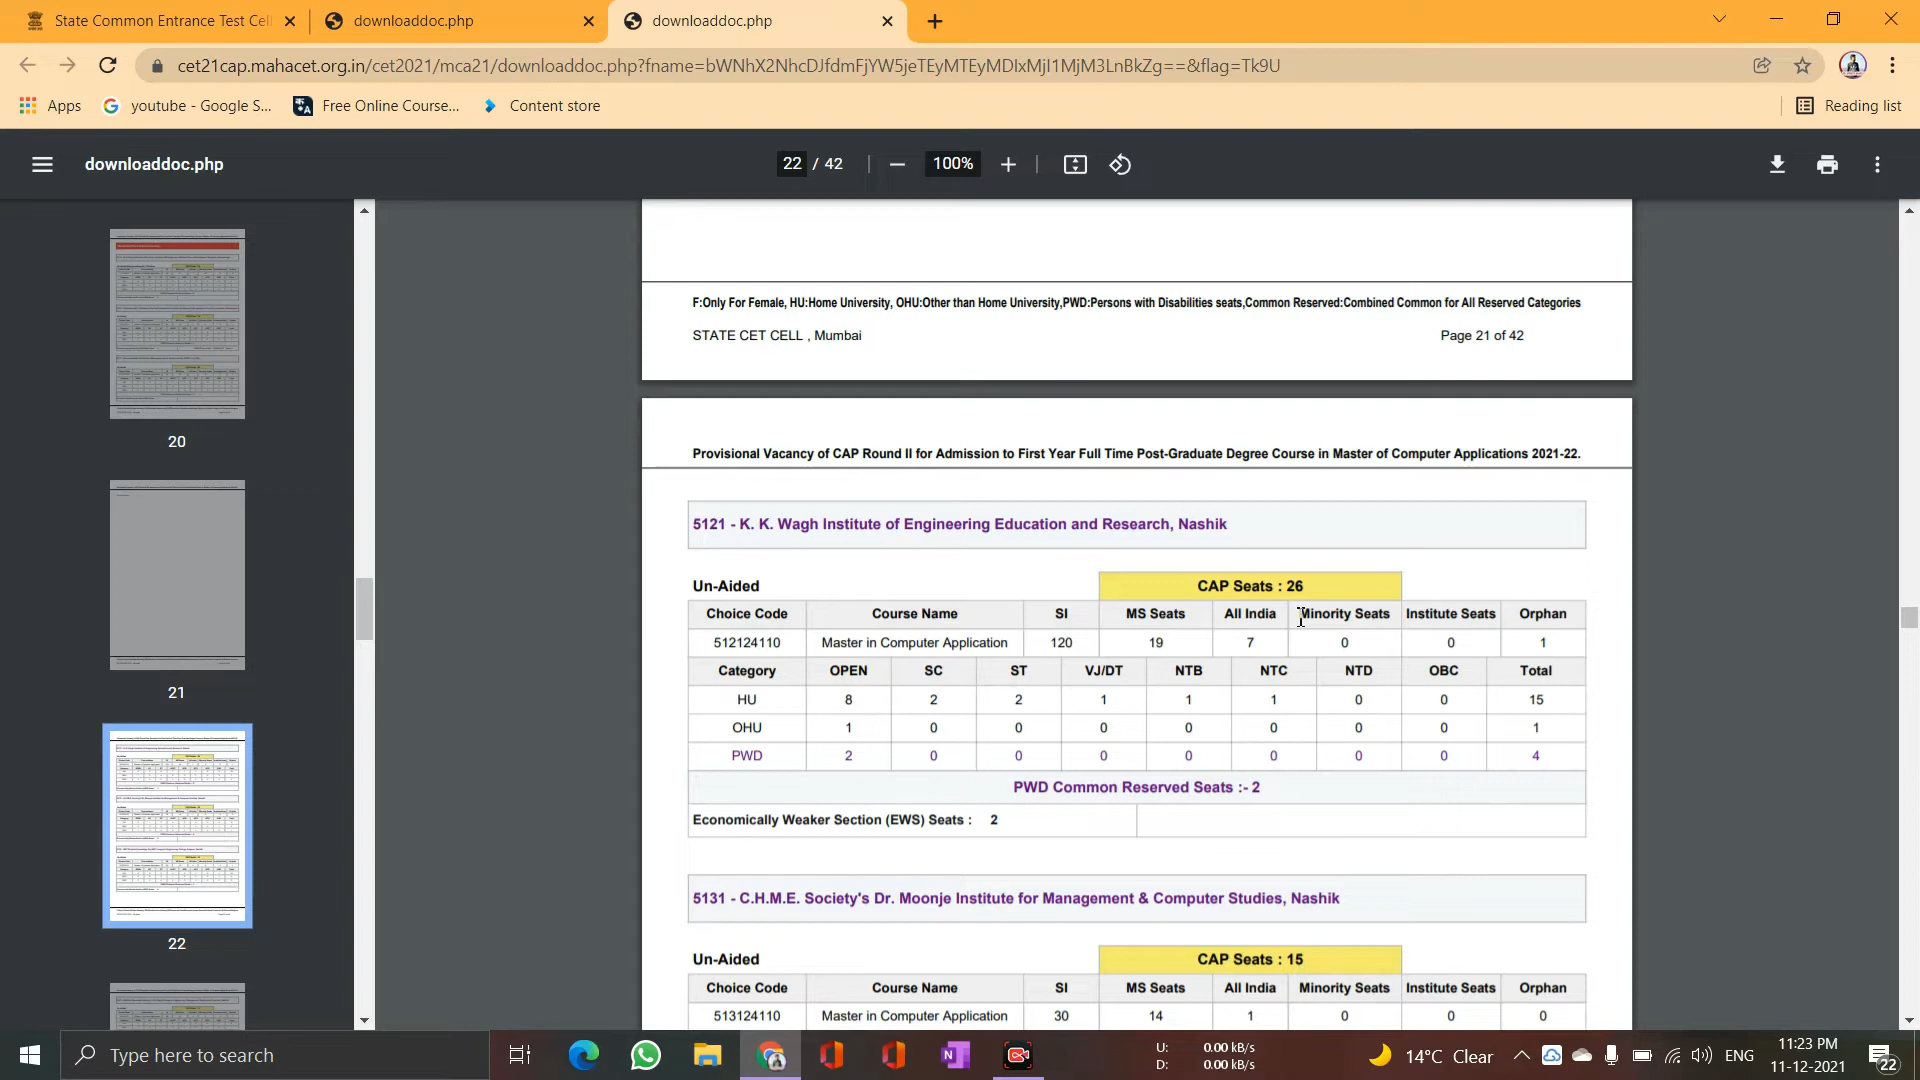 State Common Entrance Test Cel
downloaddoc.php
downloaddoc.php
cet21cap.mahacet.org.in/cet2021/mca21/downloaddoc.php?fname=bWNhX2NhcDJfdmFjYW5jeTEyMTEyMDIxMjI1MjM3LnBkZg==&flag=Tk9U
Apps
youtube - Google S...
Free Online Course...
Content store
Reading list
downloaddoc.php
22 / 42
100%
20
21
22
F:Only For Female, HU:Home University, OHU:Other than Home University,PWD:Persons with Disabilities seats,Common Reserved:Combined Common for All Reserved Categories
STATE CET CELL , Mumbai Page 21 of 42
Provisional Vacancy of CAP Round II for Admission to First Year Full Time Post-Graduate Degree Course in Master of Computer Applications 2021-22.
5121 - K. K. Wagh Institute of Engineering Education and Research, Nashik
Un-Aided CAP Seats : 26
Choice Code Course Name SI MS Seats All India Minority Seats Institute Seats Orphan
512124110 Master in Computer Application 120 19 7 0 0 1
Category OPEN SC ST VJ/DT NTB NTC NTD OBC Total
HU 8 2 2 1 1 1 0 0 15
OHU 1 0 0 0 0 0 0 0 1
PWD 2 0 0 0 0 0 0 0 4
PWD Common Reserved Seats :- 2
Economically Weaker Section (EWS) Seats : 2
5131 - C.H.M.E. Society's Dr. Moonje Institute for Management & Computer Studies, Nashik
Un-Aided CAP Seats : 15
Choice Code Course Name SI MS Seats All India Minority Seats Institute Seats Orphan
513124110 Master in Computer Application 30 14 1 0 0 0
Type here to search
U: 0.00 kB/s
D: 0.00 kB/s
14°C Clear
ENG
11:23 PM
11-12-2021
22